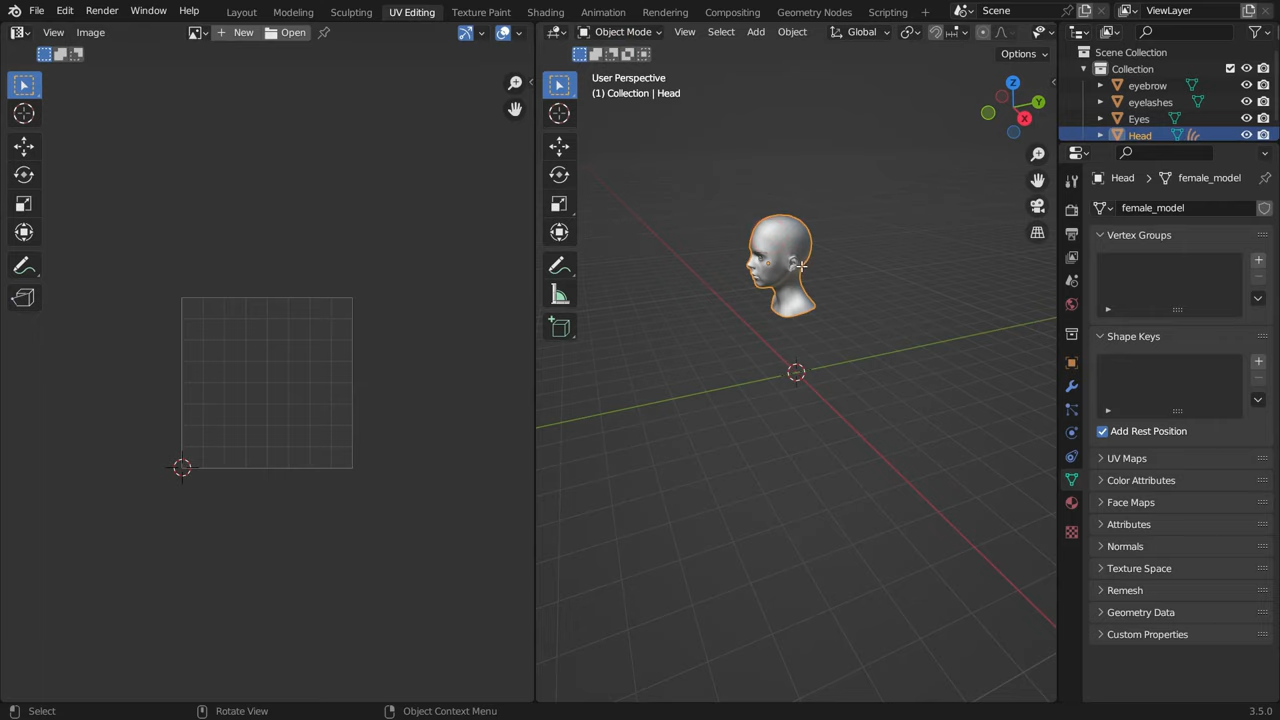 File Edit Render Window Help Layout Modeling Sculpting UV Editing Texture Paint Shading Animation Rendering Compositing Geometry Nodes Scripting + Scene ViewLayer
View Image + New Open
Object Mode View Select Add Object Global
Options
User Perspective
(1) Collection | Head
Z
Y
X
Scene Collection
Collection
eyebrow
eyelashes
Eyes
Head
Head > female_model
female_model
Vertex Groups
Shape Keys
Add Rest Position
UV Maps
Color Attributes
Face Maps
Attributes
Normals
Texture Space
Remesh
Geometry Data
Custom Properties
Select Rotate View Object Context Menu 3.5.0